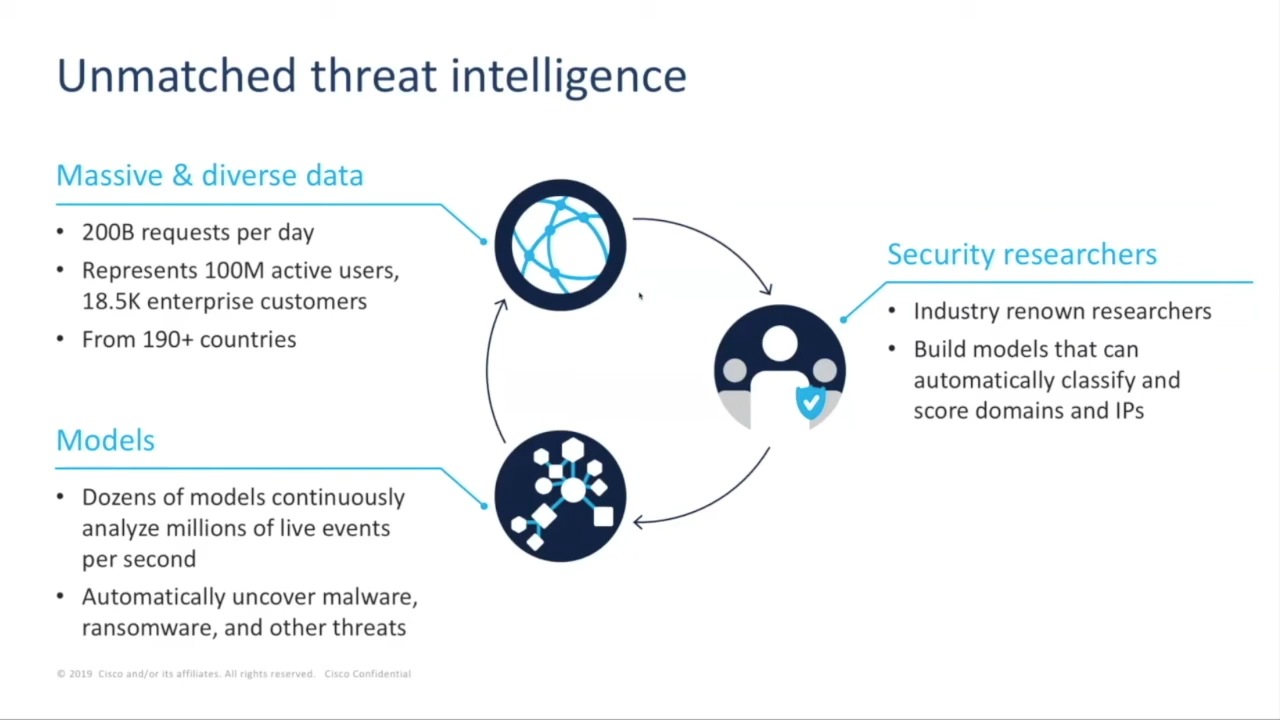 Unmatched threat intelligence
Massive & diverse data
• 200B requests per day
• Represents 100M active users,
18.5K enterprise customers
• From 190+ countries
Security researchers
• Industry renown researchers
• Build models that can
automatically classify and
score domains and IPs
Models
• Dozens of models continuously
analyze millions of live events
per second
• Automatically uncover malware,
ransomware, and other threats
© 2019 Cisco and/or its affiliates. All rights reserved. Cisco Confidential